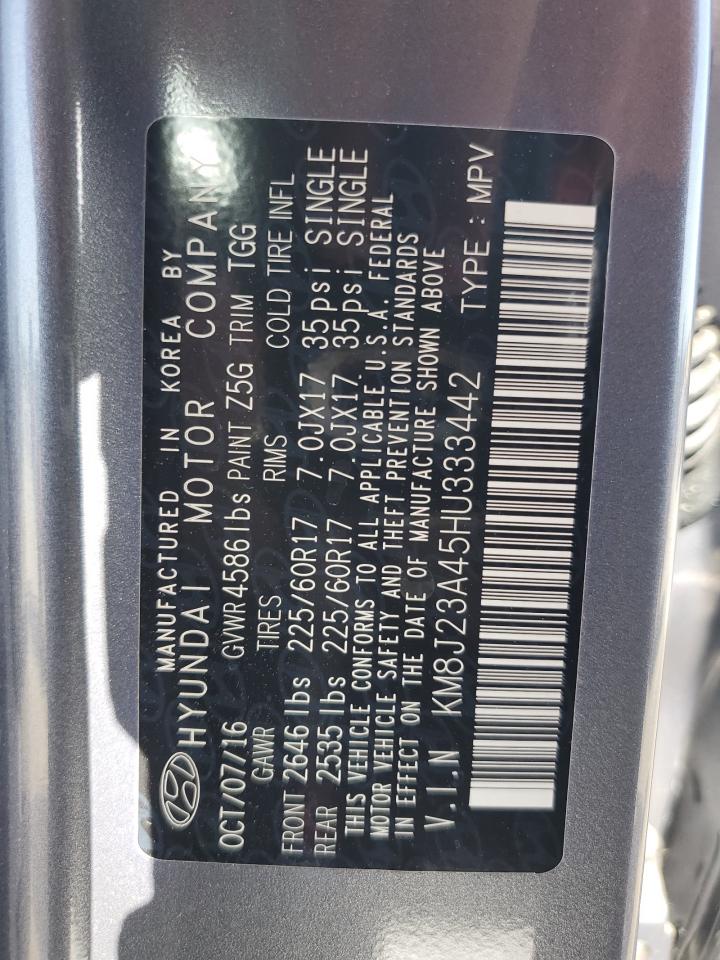 MANUFACTURED IN KOREA BY
HYUNDAI MOTOR COMPANY
OCT/07/16 GVWR 4586 lbs PAINT Z5G TRIM TGG
GAWR TIRES RIMS COLD TIRE INFL
FRONT 2646 lbs 225/60R17 7.0JX17 35psi SINGLE
REAR 2535 lbs 225/60R17 7.0JX17 35psi SINGLE
THIS VEHICLE CONFORMS TO ALL APPLICABLE U.S.A. FEDERAL
MOTOR VEHICLE SAFETY AND THEFT PREVENTION STANDARDS
IN EFFECT ON THE DATE OF MANUFACTURE SHOWN ABOVE
V.I.N KM8J23A45HU333442 TYPE : MPV